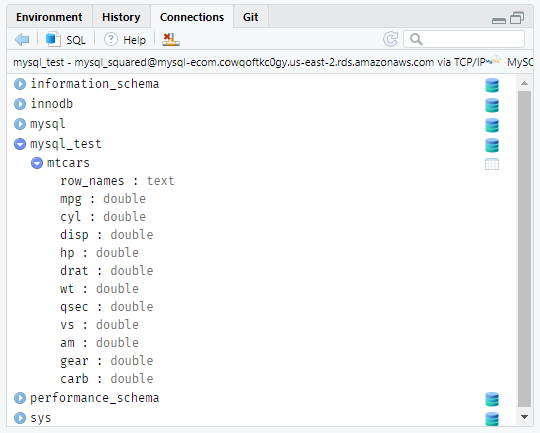 Environment History Connections Git
SQL Help
mysql_test - mysql_squared@mysql-ecom.cowqoftkc0gy.us-east-2.rds.amazonaws.com via TCP/IP
information_schema
innodb
mysql
mysql_test
mtcars
row_names : text
mpg : double
cyl : double
disp : double
hp : double
drat : double
wt : double
qsec : double
vs : double
am : double
gear : double
carb : double
performance_schema
sys